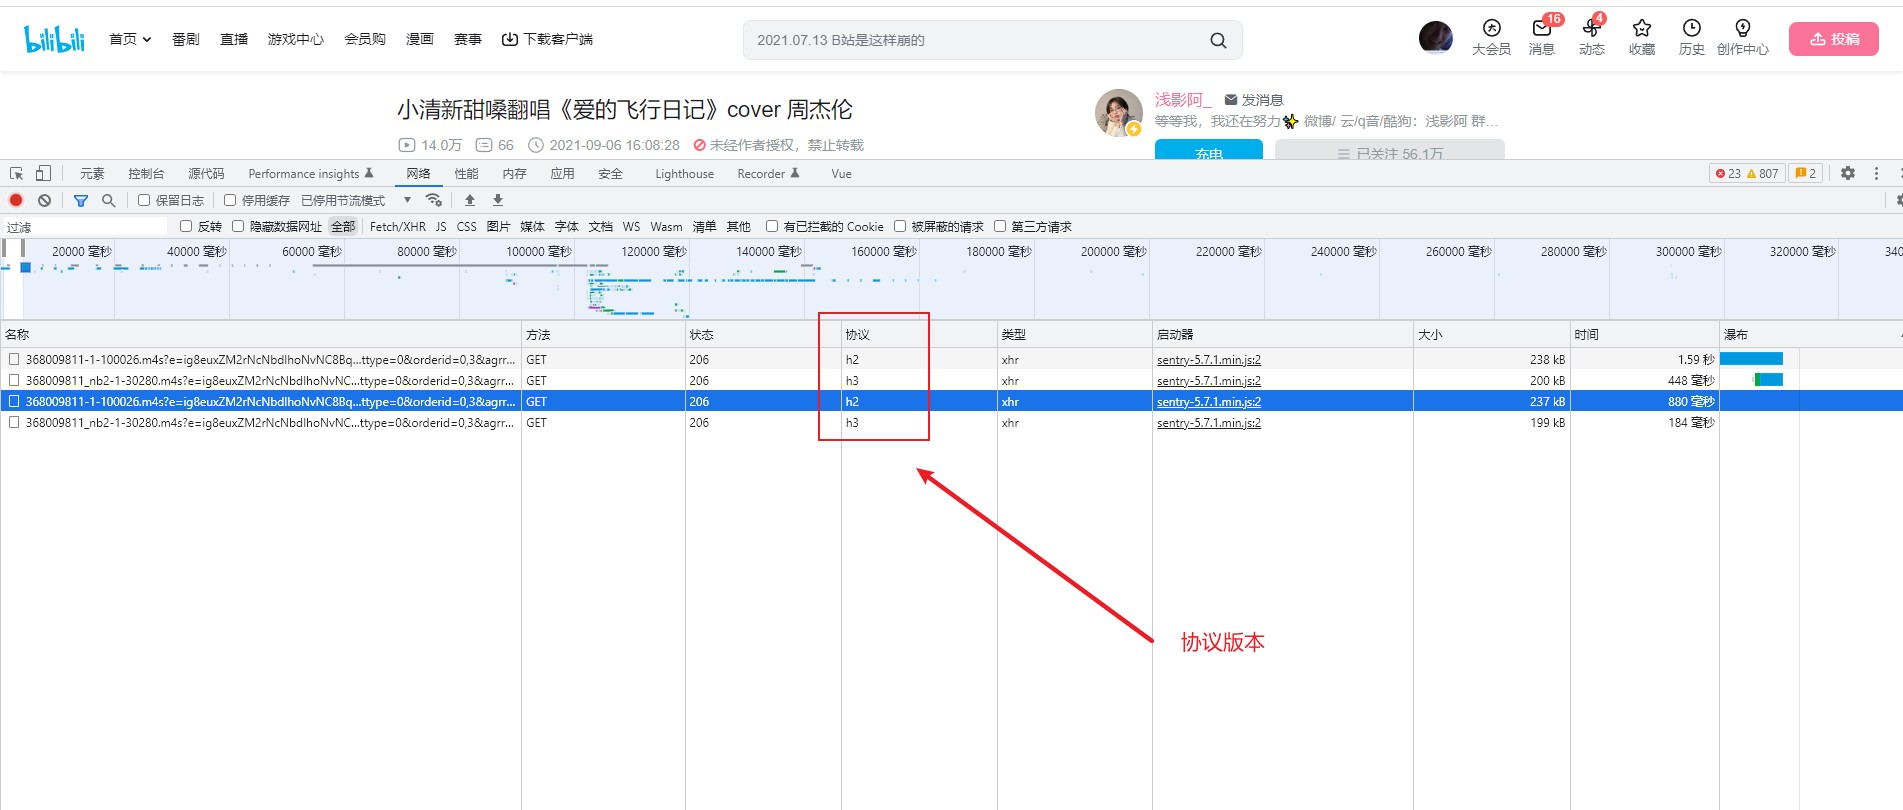 bilibili 首页 番剧 直播 游戏中心 会员购 漫画 赛事 下载客户端 2021.07.13 B站是这样崩的 大会员 16 消息 4 动态 收藏 历史 创作中心 投稿
小清新甜嗓翻唱《爱的飞行日记》cover 周杰伦
14.0万 66 2021-09-06 16:08:28 未经作者授权，禁止转载
浅影阿_ 发消息
等等我，我还在努力✨ 微博/ 云/q音/酷狗：浅影阿 群...
充电 已关注 56.1万
元素 控制台 源代码 Performance insights 网络 性能 内存 应用 安全 Lighthouse Recorder Vue 23 807 2
保留日志 停用缓存 已停用节流模式
过滤 反转 隐藏数据网址 全部 Fetch/XHR JS CSS 图片 媒体 字体 文档 WS Wasm 清单 其他 有已拦截的 Cookie 被屏蔽的请求 第三方请求
20000 毫秒 40000 毫秒 60000 毫秒 80000 毫秒 100000 毫秒 120000 毫秒 140000 毫秒 160000 毫秒 180000 毫秒 200000 毫秒 220000 毫秒 240000 毫秒 260000 毫秒 280000 毫秒 300000 毫秒 320000 毫秒 340
名称 方法 状态 协议 类型 启动器 大小 时间 瀑布
368009811-1-100026.m4s?e=ig8euxZM2rNcNbdlhoNvNC8Bq...ttype=0&orderid=0,3&agrr... GET 206 h2 xhr sentry-5.7.1.min.js:2 238 kB 1.59 秒
368009811_nb2-1-30280.m4s?e=ig8euxZM2rNcNbdlhoNvNC...ttype=0&orderid=0,3&agrr... GET 206 h3 xhr sentry-5.7.1.min.js:2 200 kB 448 毫秒
368009811-1-100026.m4s?e=ig8euxZM2rNcNbdlhoNvNC8Bq...ttype=0&orderid=0,3&agrr... GET 206 h2 xhr sentry-5.7.1.min.js:2 237 kB 880 毫秒
368009811_nb2-1-30280.m4s?e=ig8euxZM2rNcNbdlhoNvNC...ttype=0&orderid=0,3&agrr... GET 206 h3 xhr sentry-5.7.1.min.js:2 199 kB 184 毫秒
协议版本